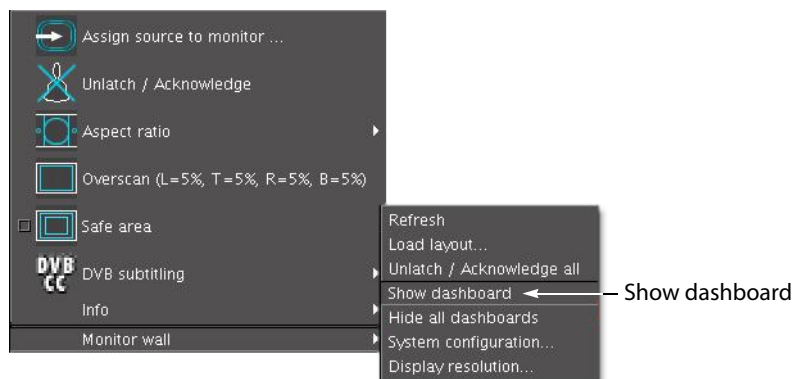 Assign source to monitor ...
Unlatch / Acknowledge
Aspect ratio
Overscan (L=5%, T=5%, R=5%, B=5%)
Safe area
DVB CC DVB subtitling
Info
Monitor wall
Refresh
Load layout...
Unlatch / Acknowledge all
Show dashboard
Hide all dashboards
System configuration...
Display resolution...
Show dashboard